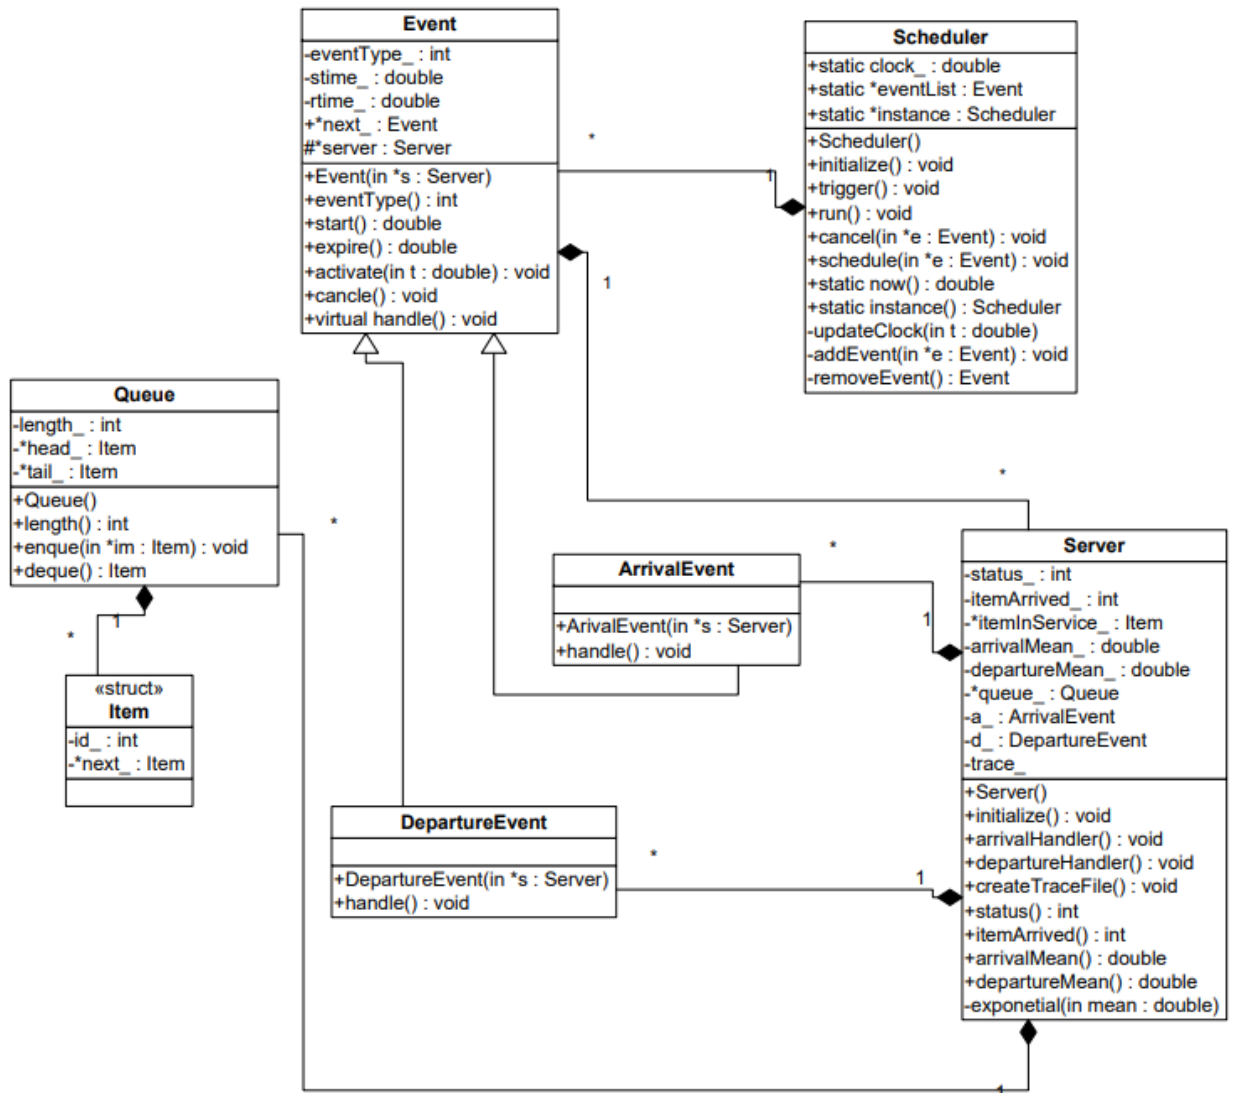 Event
-eventType_ : int
-stime_ : double
-rtime_ : double
+*next_ : Event
#*server : Server
+Event(in *s : Server)
+eventType() : int
+start() : double
+expire() : double
+activate(in t : double) : void
+cancle() : void
+virtual handle() : void
Scheduler
+static clock_ : double
+static *eventList : Event
+static *instance : Scheduler
+Scheduler()
+initialize() : void
+trigger() : void
+run() : void
+cancel(in *e : Event) : void
+schedule(in *e : Event) : void
+static now() : double
+static instance() : Scheduler
-updateClock(in t : double)
-addEvent(in *e : Event) : void
-removeEvent() : Event
*
1
1
*
Queue
-length_ : int
-*head_ : Item
-*tail_ : Item
+Queue()
+length() : int
+enque(in *im : Item) : void
+deque() : Item
*
1
*
«struct»
Item
-id_ : int
-*next_ : Item
ArrivalEvent
+ArivalEvent(in *s : Server)
+handle() : void
*
1
DepartureEvent
+DepartureEvent(in *s : Server)
+handle() : void
*
1
Server
-status_ : int
-itemArrived_ : int
-*itemInService_ : Item
-arrivalMean_ : double
-departureMean_ : double
-*queue_ : Queue
-a_ : ArrivalEvent
-d_ : DepartureEvent
-trace_
+Server()
+initialize() : void
+arrivalHandler() : void
+departureHandler() : void
+createTraceFile() : void
+status() : int
+itemArrived() : int
+arrivalMean() : double
+departureMean() : double
-exponetial(in mean : double)
1